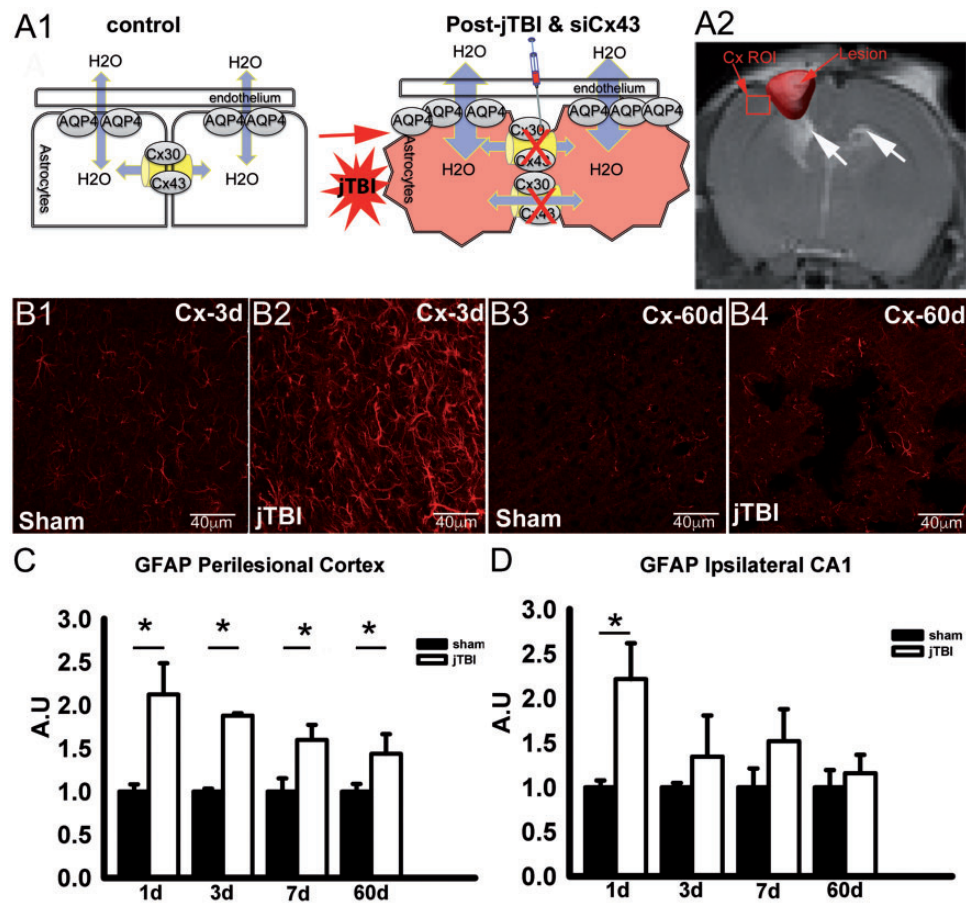 A1
control
H2O
H2O
endothelium
AQP4
AQP4
AQP4
AQP4
Astrocytes
Cx30
H2O
H2O
Cx43
Post-jTBI & siCx43
H2O
H2O
endothelium
AQP4
AQP4
AQP4
AQP4
AQP4
AQP4
Astrocytes
Cx30
H2O
H2O
Cx43
Cx30
Cx43
jTBI
A2
Cx ROI
Lesion
B1
Cx-3d
Sham
40µm
B2
Cx-3d
jTBI
40µm
B3
Cx-60d
Sham
40µm
B4
Cx-60d
jTBI
40µm
C
GFAP Perilesional Cortex
3.0
2.5
2.0
1.5
1.0
0.5
0.0
A.U
* * * *
sham
jTBI
1d 3d 7d 60d
D
GFAP Ipsilateral CA1
3.0
2.5
2.0
1.5
1.0
0.5
0.0
A.U
*
sham
jTBI
1d 3d 7d 60d